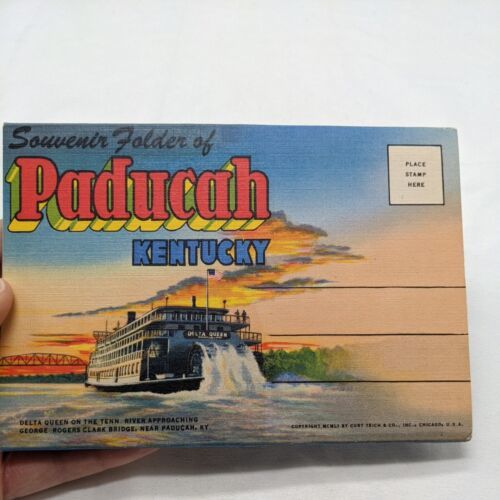 Souvenir Folder of
Paducah
KENTUCKY
PLACE
STAMP
HERE
DELTA QUEEN
DELTA QUEEN ON THE TENN. RIVER APPROACHING
GEORGE ROGERS CLARK BRIDGE, NEAR PADUCAH, KY.
COPYRIGHT MCMLI BY CURT TEICH & CO., INC., CHICAGO, U.S.A.